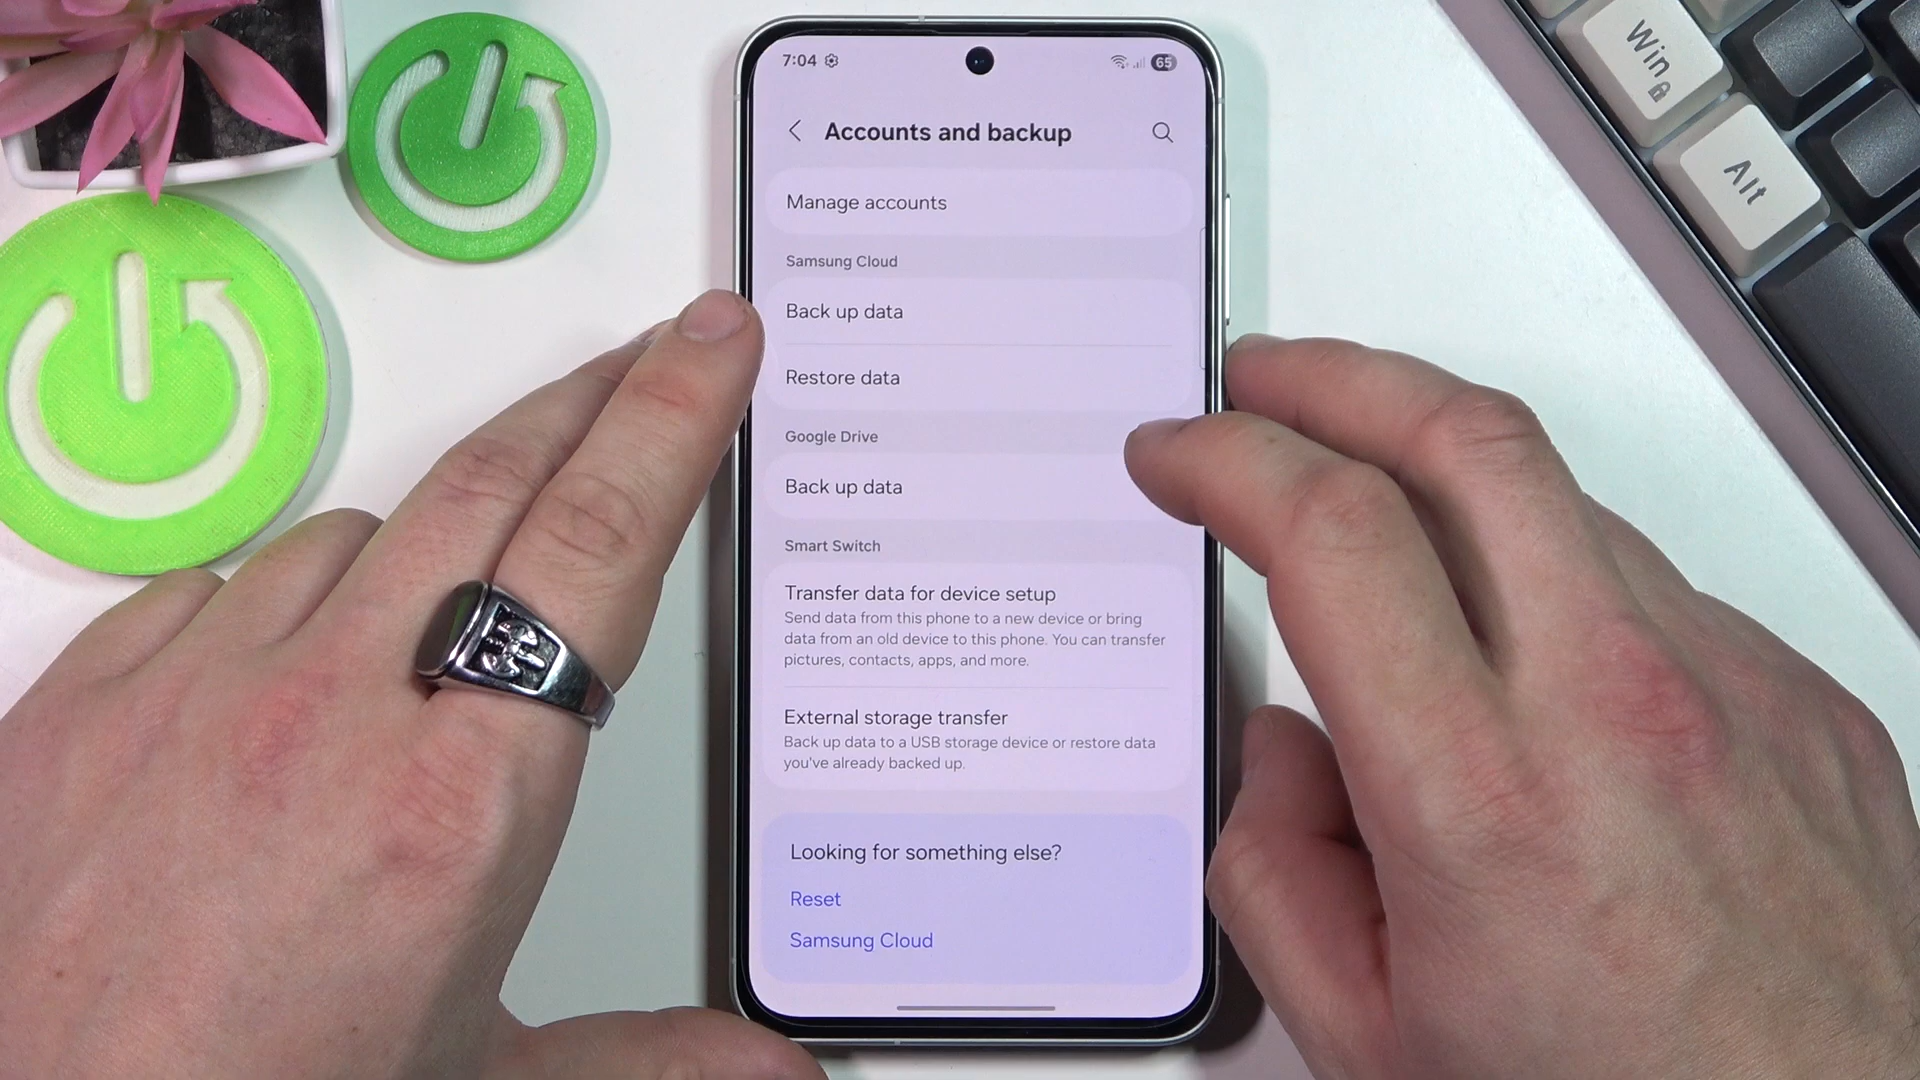 7:04
65
Accounts and backup
Manage accounts
Samsung Cloud
Back up data
Restore data
Google Drive
Back up data
Smart Switch
Transfer data for device setup
Send data from this phone to a new device or bring
data from an old device to this phone. You can transfer
pictures, contacts, apps, and more.
External storage transfer
Back up data to a USB storage device or restore data
you've already backed up.
Looking for something else?
Reset
Samsung Cloud
Win
Alt